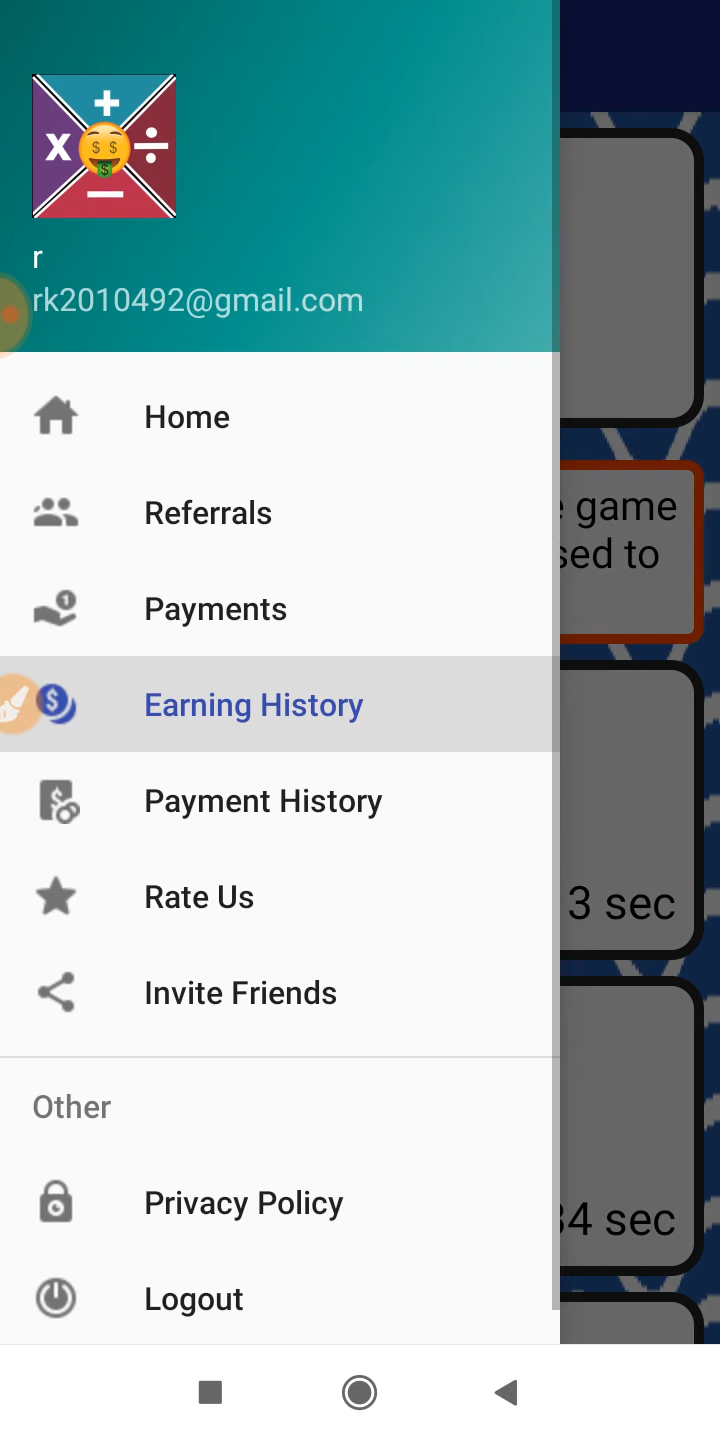 r
rk2010492@gmail.com
Home
Referrals
game
sed to
Payments
Earning History
Payment History
Rate Us
3 sec
Invite Friends
Other
Privacy Policy
34 sec
Logout